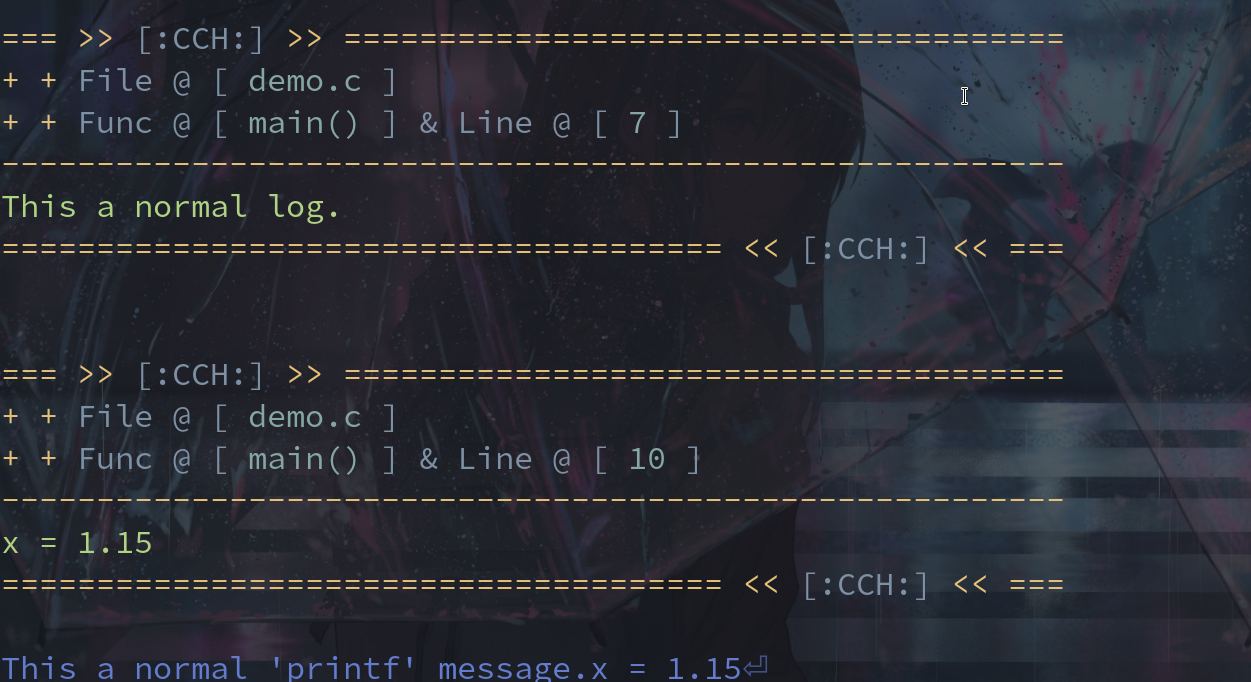 === >> [:CCH:] >> ======================================
+ + File @ [ demo.c ]
+ + Func @ [ main() ] & Line @ [ 7 ]
--------------------------------------------------------
This a normal log.
====================================== << [:CCH:] << ===
=== >> [:CCH:] >> ======================================
+ + File @ [ demo.c ]
+ + Func @ [ main() ] & Line @ [ 10 ]
--------------------------------------------------------
x = 1.15
====================================== << [:CCH:] << ===
This a normal 'printf' message.x = 1.15⏎